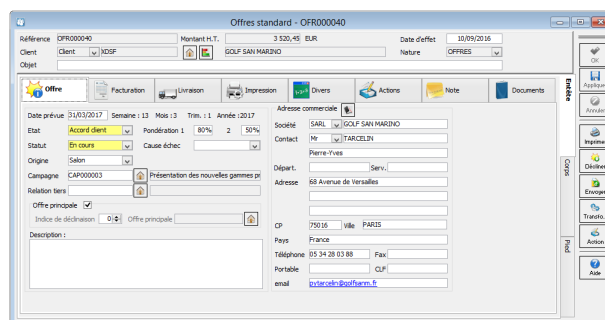 Offres standard - OFR000040
Référence OFR000040 Montant H.T. 3 520,45 EUR Date d'effet 10/09/2016
Client Client XDSF GOLF SAN MARINO Nature OFFRES
Objet
OK
Applique
Annuler
Imprime
Décliner
Envoyer
Transfo.
Action
Aide
Offre Facturation Livraison Impression Divers Actions Note Documents
Entête
Corps
Pied
Date prévue 31/03/2017 Semaine : 13 Mois :3 Trim. : 1 Année :2017
Etat Accord client Pondération 1 80% 2 50%
Statut En cours Cause échec
Origine Salon
Campagne CAP000003 Présentation des nouvelles gammes pr
Relation tiers
Offre principale
Indice de déclinaison 0 Offre principale
Description :
Adresse commerciale
Société SARL GOLF SAN MARINO
Contact Mr TARCELIN
Pierre-Yves
Départ. Serv.
Adresse 68 Avenue de Versailles
CP 75016 Ville PARIS
Pays France
Téléphone 05 34 28 03 88 Fax
Portable CLF
email pytarcelin@golfsanm.fr